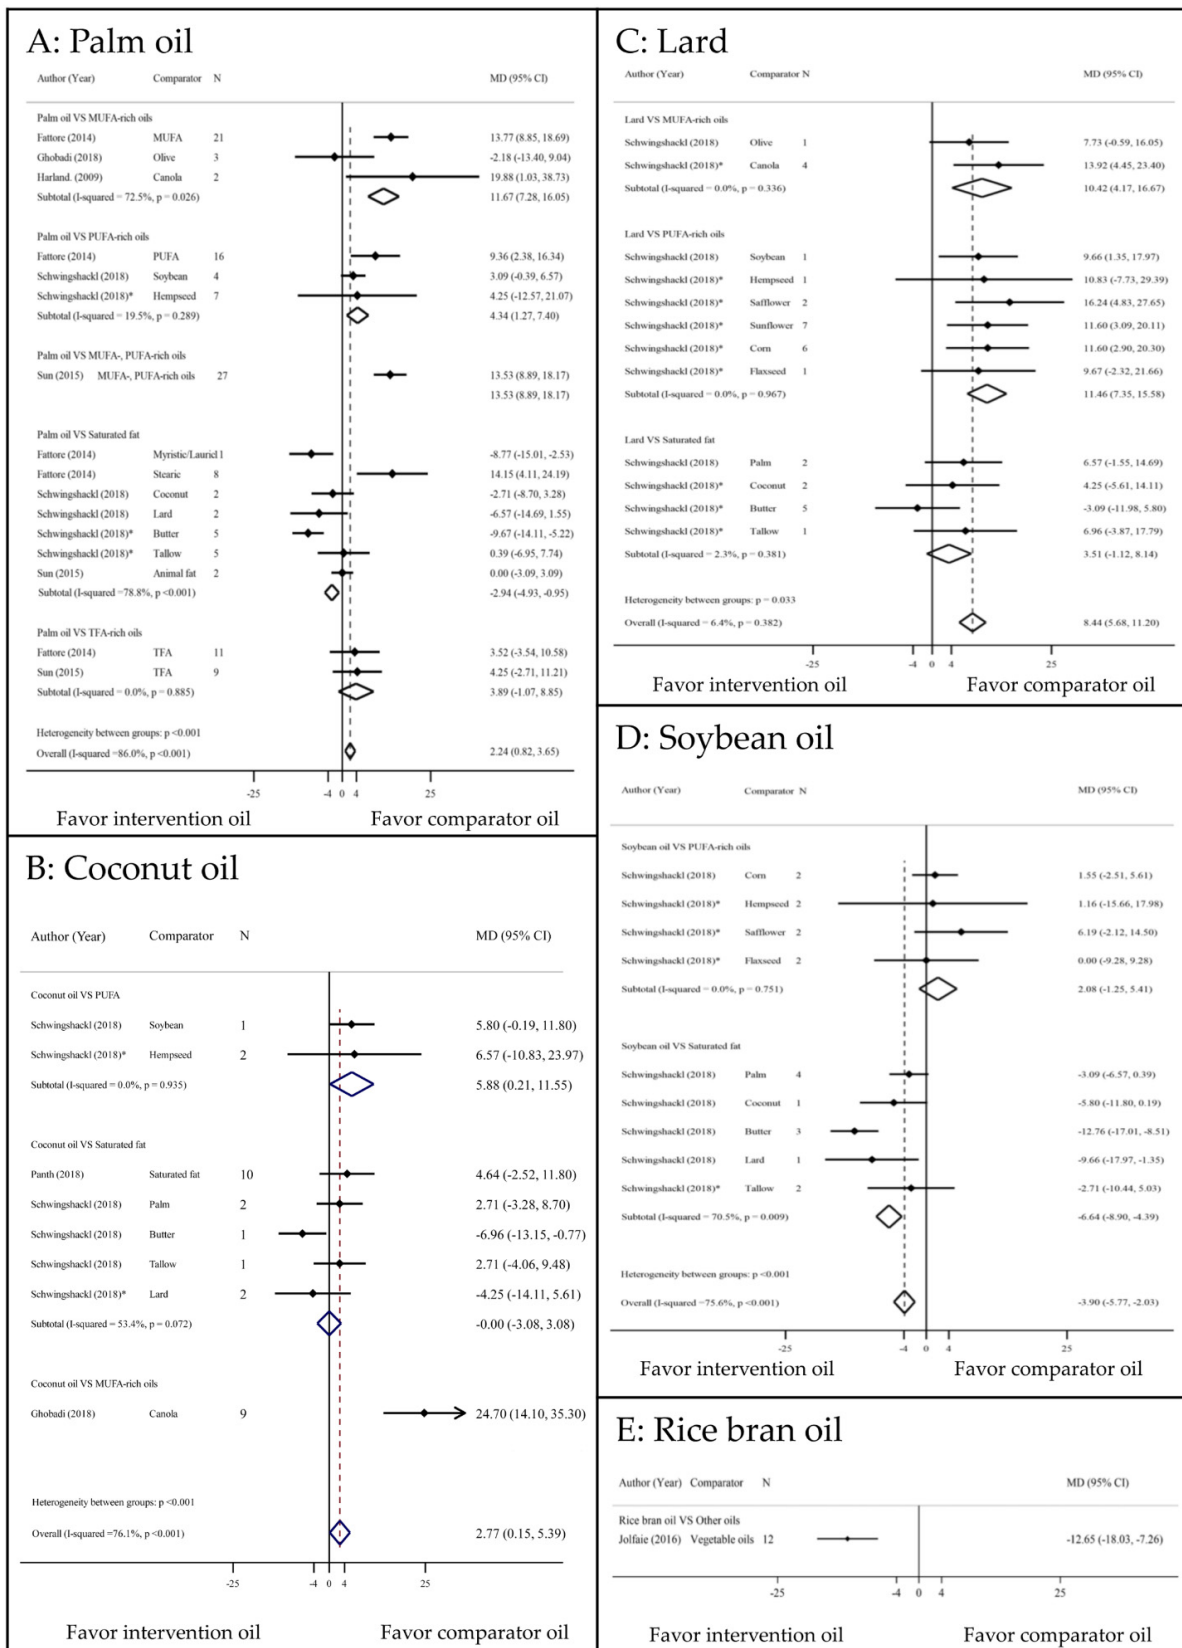 A: Palm oil
Author (Year) Comparator N MD (95% CI)
Palm oil VS MUFA-rich oils
Fattore (2014) MUFA 21 13.77 (8.85, 18.69)
Ghobadi (2018) Olive 3 -2.18 (-13.40, 9.04)
Harland. (2009) Canola 2 19.88 (1.03, 38.73)
Subtotal (I-squared = 72.5%, p = 0.026) 11.67 (7.28, 16.05)
Palm oil VS PUFA-rich oils
Fattore (2014) PUFA 16 9.36 (2.38, 16.34)
Schwingshackl (2018) Soybean 4 3.09 (-0.39, 6.57)
Schwingshackl (2018)* Hempseed 7 4.25 (-12.57, 21.07)
Subtotal (I-squared = 19.5%, p = 0.289) 4.34 (1.27, 7.40)
Palm oil VS MUFA-, PUFA-rich oils
Sun (2015) MUFA-, PUFA-rich oils 27 13.53 (8.89, 18.17)
13.53 (8.89, 18.17)
Palm oil VS Saturated fat
Fattore (2014) Myristic/Lauric 11 -8.77 (-15.01, -2.53)
Fattore (2014) Stearic 8 14.15 (4.11, 24.19)
Schwingshackl (2018) Coconut 2 -2.71 (-8.70, 3.28)
Schwingshackl (2018) Lard 2 -6.57 (-14.69, 1.55)
Schwingshackl (2018)* Butter 5 -9.67 (-14.11, -5.22)
Schwingshackl (2018)* Tallow 5 0.39 (-6.95, 7.74)
Sun (2015) Animal fat 2 0.00 (-3.09, 3.09)
Subtotal (I-squared =78.8%, p <0.001) -2.94 (-4.93, -0.95)
Palm oil VS TFA-rich oils
Fattore (2014) TFA 11 3.52 (-3.54, 10.58)
Sun (2015) TFA 9 4.25 (-2.71, 11.21)
Subtotal (I-squared = 0.0%, p = 0.885) 3.89 (-1.07, 8.85)
Heterogeneity between groups: p <0.001
Overall (I-squared =86.0%, p <0.001) 2.24 (0.82, 3.65)
-25 -4 0 4 25
Favor intervention oil Favor comparator oil
B: Coconut oil
Author (Year) Comparator N MD (95% CI)
Coconut oil VS PUFA
Schwingshackl (2018) Soybean 1 5.80 (-0.19, 11.80)
Schwingshackl (2018)* Hempseed 2 6.57 (-10.83, 23.97)
Subtotal (I-squared = 0.0%, p = 0.935) 5.88 (0.21, 11.55)
Coconut oil VS Saturated fat
Panth (2018) Saturated fat 10 4.64 (-2.52, 11.80)
Schwingshackl (2018) Palm 2 2.71 (-3.28, 8.70)
Schwingshackl (2018) Butter 1 -6.96 (-13.15, -0.77)
Schwingshackl (2018) Tallow 1 2.71 (-4.06, 9.48)
Schwingshackl (2018)* Lard 2 -4.25 (-14.11, 5.61)
Subtotal (I-squared = 53.4%, p = 0.072) -0.00 (-3.08, 3.08)
Coconut oil VS MUFA-rich oils
Ghobadi (2018) Canola 9 24.70 (14.10, 35.30)
Heterogeneity between groups: p <0.001
Overall (I-squared =76.1%, p <0.001) 2.77 (0.15, 5.39)
-25 -4 0 4 25
Favor intervention oil Favor comparator oil
C: Lard
Author (Year) Comparator N MD (95% CI)
Lard VS MUFA-rich oils
Schwingshackl (2018) Olive 1 7.73 (-0.59, 16.05)
Schwingshackl (2018)* Canola 4 13.92 (4.45, 23.40)
Subtotal (I-squared = 0.0%, p = 0.336) 10.42 (4.17, 16.67)
Lard VS PUFA-rich oils
Schwingshackl (2018) Soybean 1 9.66 (1.35, 17.97)
Schwingshackl (2018)* Hempseed 1 10.83 (-7.73, 29.39)
Schwingshackl (2018)* Safflower 2 16.24 (4.83, 27.65)
Schwingshackl (2018)* Sunflower 7 11.60 (3.09, 20.11)
Schwingshackl (2018)* Corn 6 11.60 (2.90, 20.30)
Schwingshackl (2018)* Flaxseed 1 9.67 (-2.32, 21.66)
Subtotal (I-squared = 0.0%, p = 0.967) 11.46 (7.35, 15.58)
Lard VS Saturated fat
Schwingshackl (2018) Palm 2 6.57 (-1.55, 14.69)
Schwingshackl (2018)* Coconut 2 4.25 (-5.61, 14.11)
Schwingshackl (2018)* Butter 5 -3.09 (-11.98, 5.80)
Schwingshackl (2018)* Tallow 1 6.96 (-3.87, 17.79)
Subtotal (I-squared = 2.3%, p = 0.381) 3.51 (-1.12, 8.14)
Heterogeneity between groups: p = 0.033
Overall (I-squared = 6.4%, p = 0.382) 8.44 (5.68, 11.20)
-25 -4 0 4 25
Favor intervention oil Favor comparator oil
D: Soybean oil
Author (Year) Comparator N MD (95% CI)
Soybean oil VS PUFA-rich oils
Schwingshackl (2018) Corn 2 1.55 (-2.51, 5.61)
Schwingshackl (2018)* Hempseed 2 1.16 (-15.66, 17.98)
Schwingshackl (2018)* Safflower 2 6.19 (-2.12, 14.50)
Schwingshackl (2018)* Flaxseed 2 0.00 (-9.28, 9.28)
Subtotal (I-squared = 0.0%, p = 0.751) 2.08 (-1.25, 5.41)
Soybean oil VS Saturated fat
Schwingshackl (2018) Palm 4 -3.09 (-6.57, 0.39)
Schwingshackl (2018) Coconut 1 -5.80 (-11.80, 0.19)
Schwingshackl (2018) Butter 3 -12.76 (-17.01, -8.51)
Schwingshackl (2018) Lard 1 -9.66 (-17.97, -1.35)
Schwingshackl (2018)* Tallow 2 -2.71 (-10.44, 5.03)
Subtotal (I-squared = 70.5%, p = 0.009) -6.64 (-8.90, -4.39)
Heterogeneity between groups: p <0.001
Overall (I-squared =75.6%, p <0.001) -3.90 (-5.77, -2.03)
-25 -4 0 4 25
Favor intervention oil Favor comparator oil
E: Rice bran oil
Author (Year) Comparator N MD (95% CI)
Rice bran oil VS Other oils
Jolfaie (2016) Vegetable oils 12 -12.65 (-18.03, -7.26)
-25 -4 0 4 25
Favor intervention oil Favor comparator oil